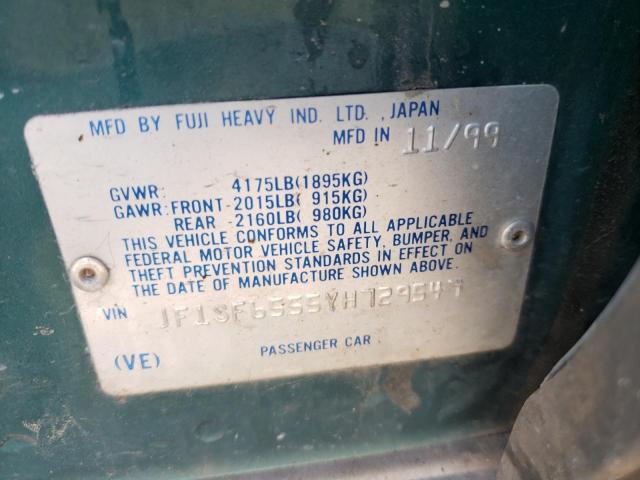 MFD BY FUJI HEAVY IND. LTD., JAPAN
MFD IN 11/99
GVWR: 4175LB(1895KG)
GAWR:FRONT-2015LB( 915KG)
REAR -2160LB( 980KG)
THIS VEHICLE CONFORMS TO ALL APPLICABLE
FEDERAL MOTOR VEHICLE SAFETY, BUMPER, AND
THEFT PREVENTION STANDARDS IN EFFECT ON
THE DATE OF MANUFACTURE SHOWN ABOVE.
VIN JF1SF6555YH729547
(VE) PASSENGER CAR